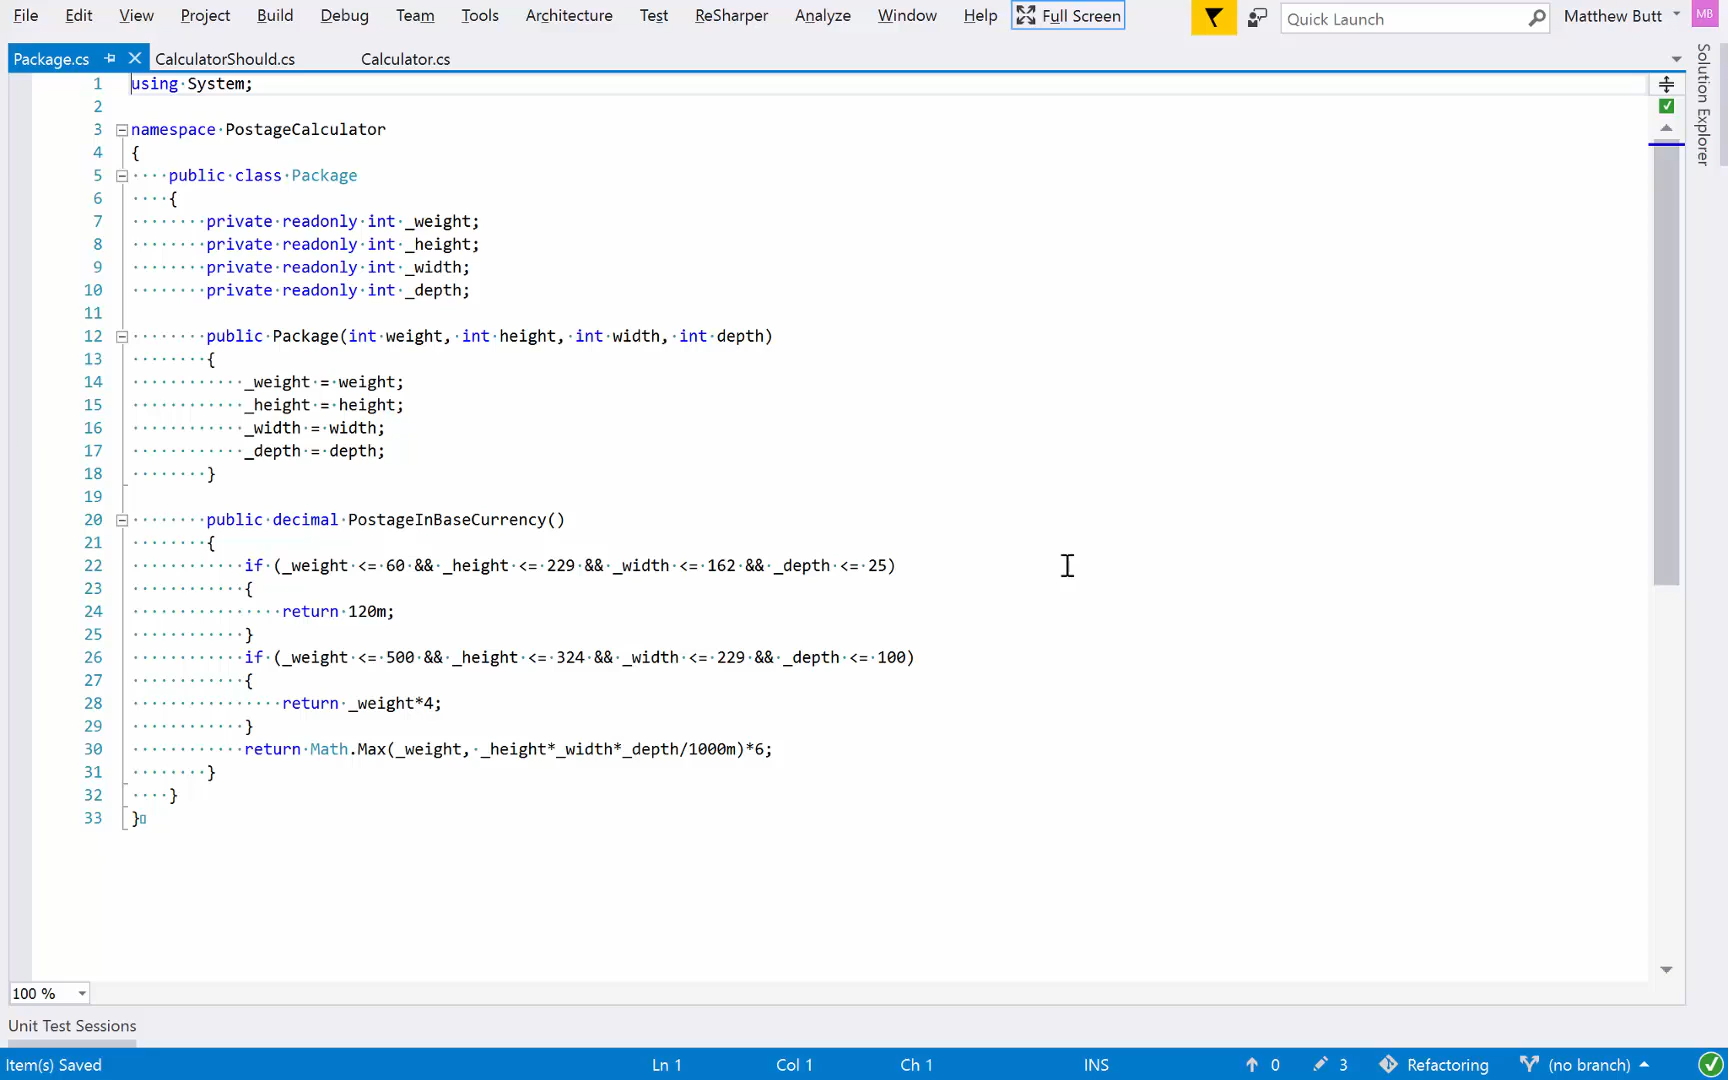 File Edit View Project Build Debug Team Tools Architecture Test ReSharper Analyze Window Help Full Screen Quick Launch Matthew Butt MB
Package.cs CalculatorShould.cs Calculator.cs
Solution Explorer
1 using System;
2
3 namespace PostageCalculator
4 {
5 public class Package
6 {
7 private readonly int _weight;
8 private readonly int _height;
9 private readonly int _width;
10 private readonly int _depth;
11
12 public Package(int weight, int height, int width, int depth)
13 {
14 _weight = weight;
15 _height = height;
16 _width = width;
17 _depth = depth;
18 }
19
20 public decimal PostageInBaseCurrency()
21 {
22 if (_weight <= 60 && _height <= 229 && _width <= 162 && _depth <= 25)
23 {
24 return 120m;
25 }
26 if (_weight <= 500 && _height <= 324 && _width <= 229 && _depth <= 100)
27 {
28 return _weight*4;
29 }
30 return Math.Max(_weight, _height*_width*_depth/1000m)*6;
31 }
32 }
33 }
100 %
Unit Test Sessions
Item(s) Saved Ln 1 Col 1 Ch 1 INS 0 3 Refactoring (no branch)